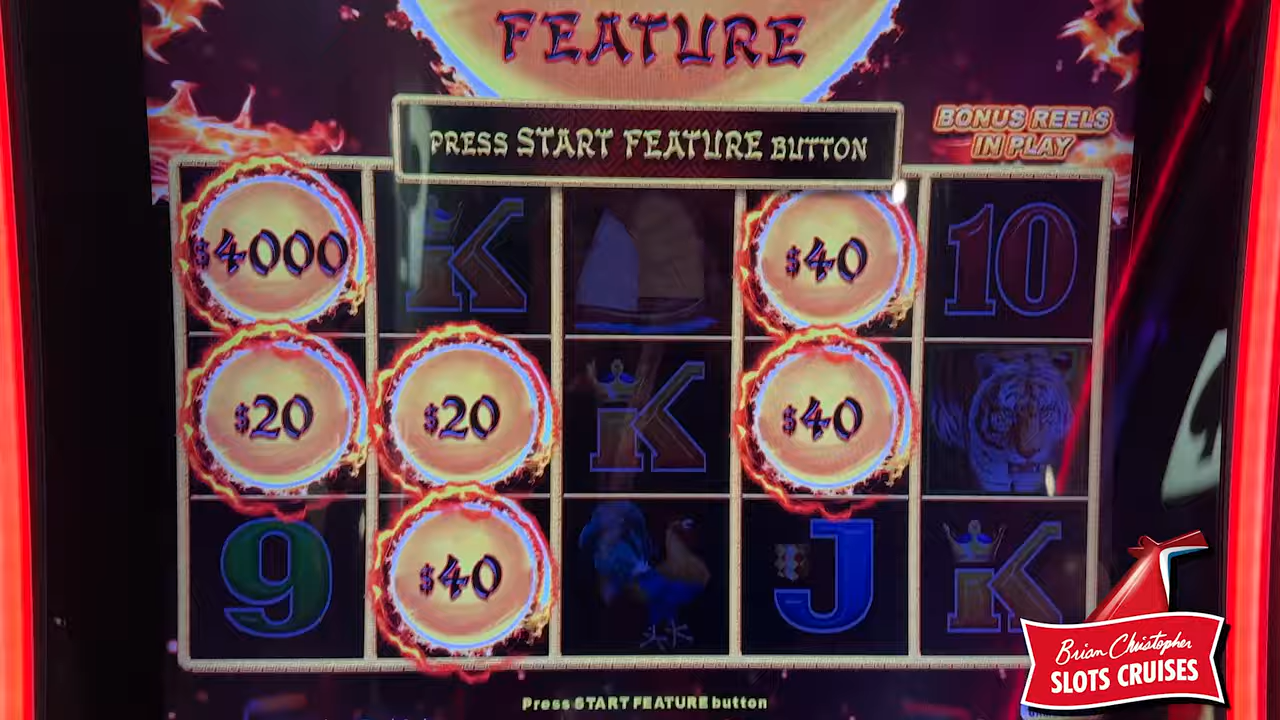 FEATURE
PRESS START FEATURE BUTTON
BONUS REELS
IN PLAY
$4000
K
$40
10
$20
$20
K
$40
9
$40
J
K
Press START FEATURE button
Brian Christopher
SLOTS CRUISES